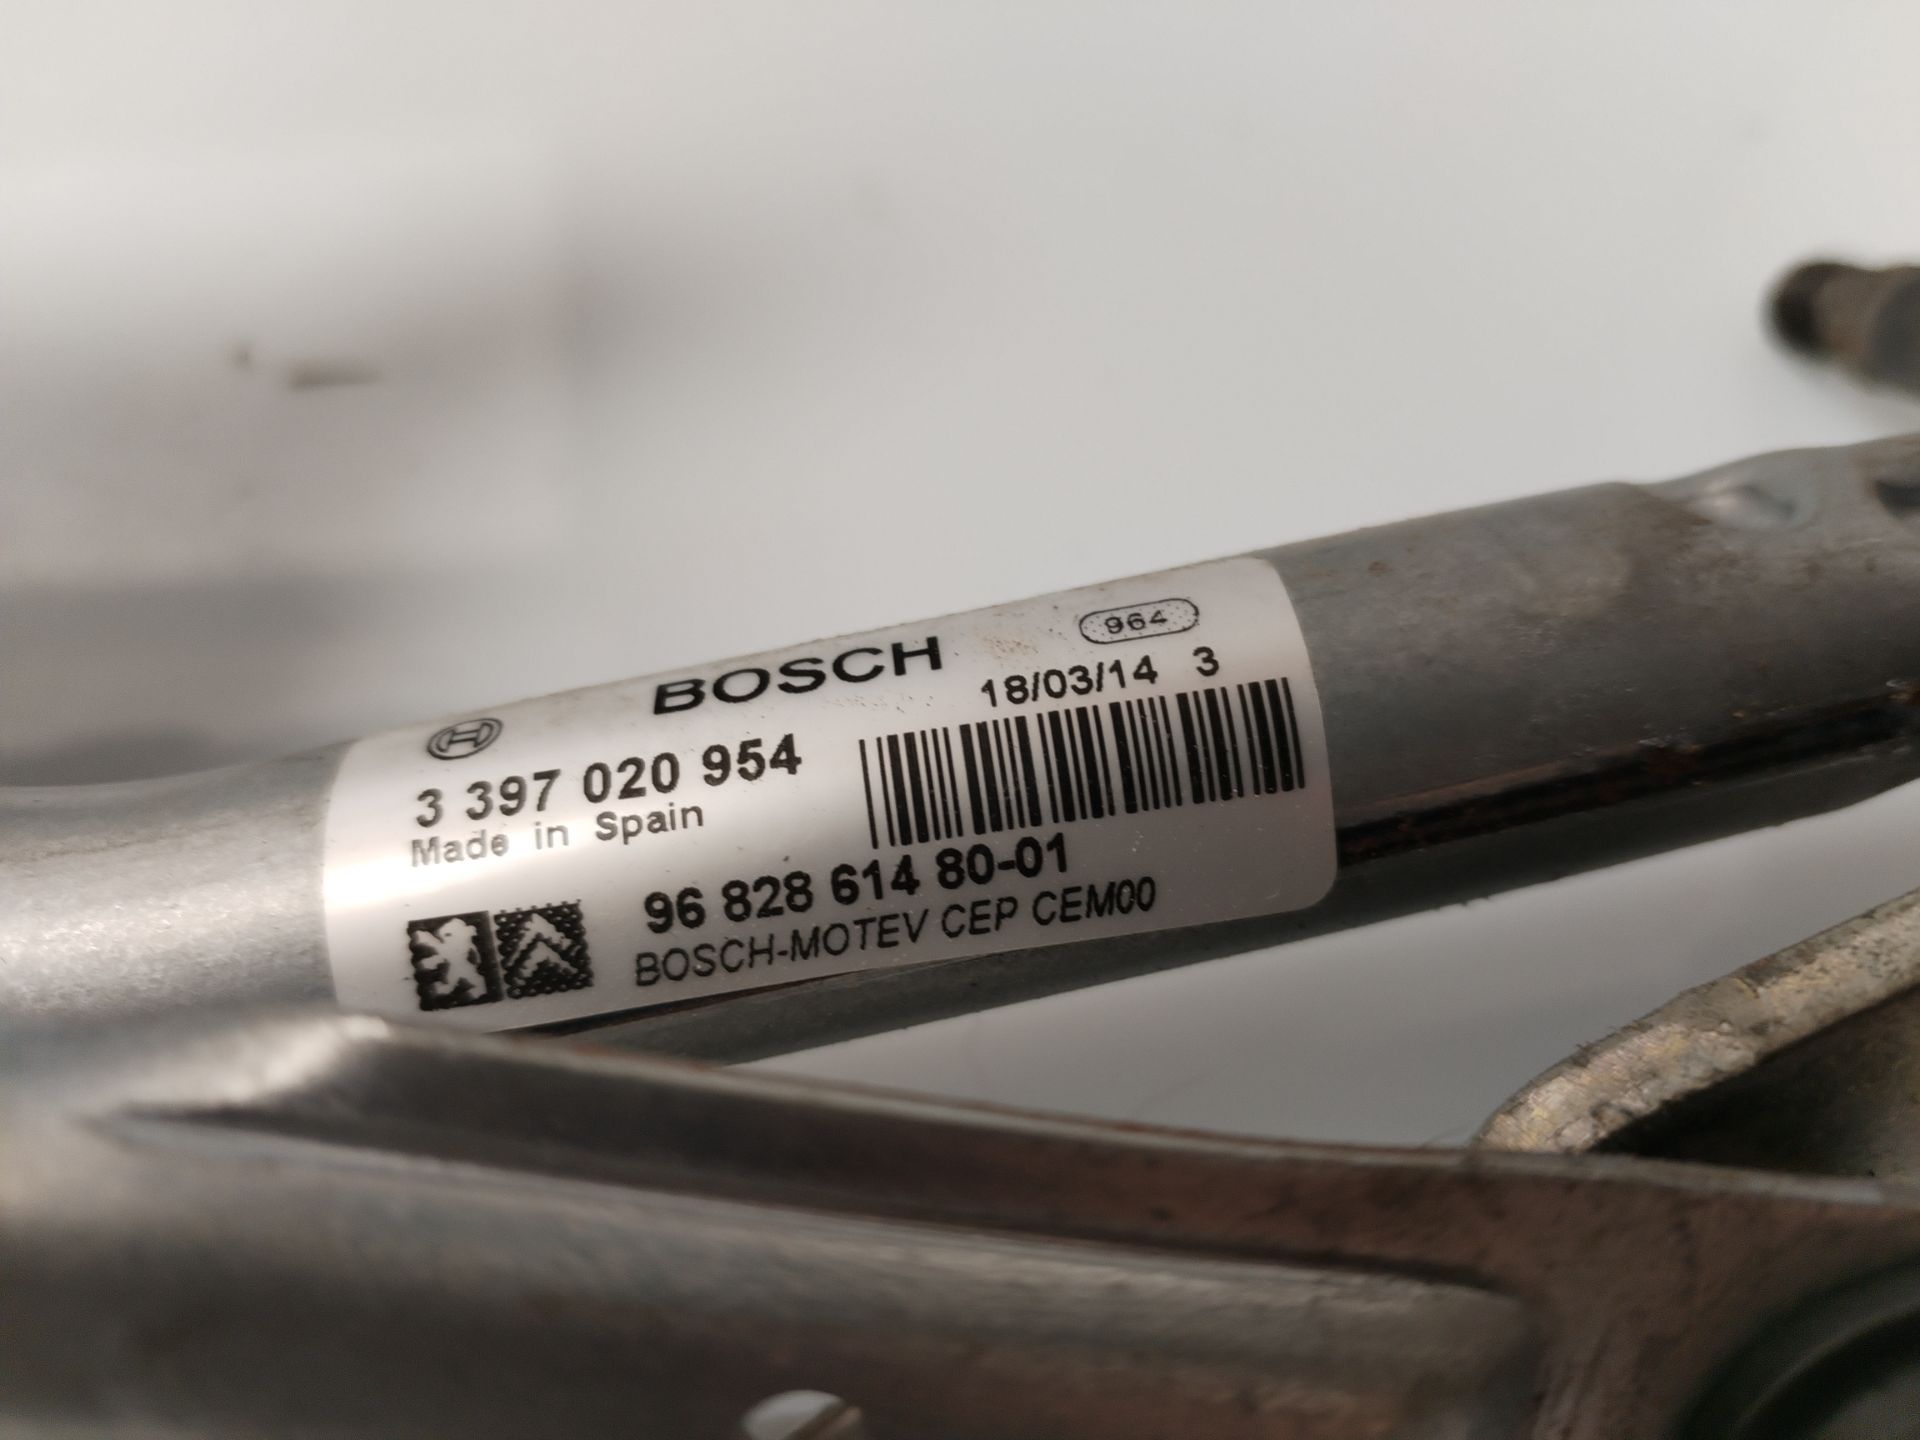 BOSCH
964
18/03/14 3
3 397 020 954
Made in Spain
96 828 614 80-01
BOSCH-MOTEV CEP CEM00